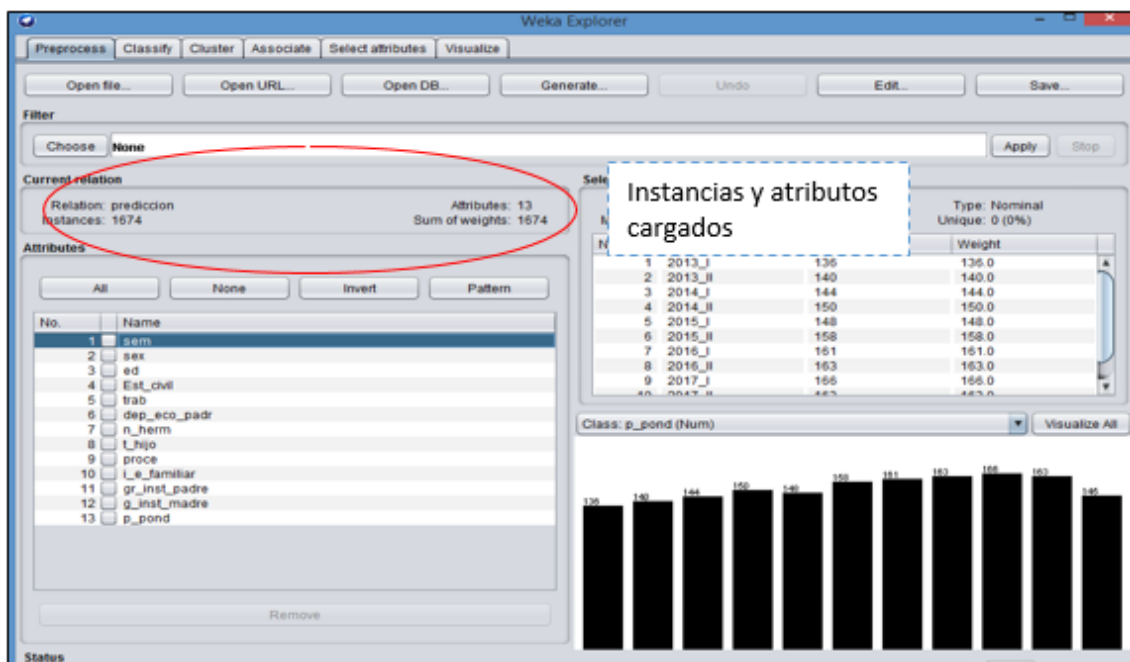 Weka Explorer
Preprocess Classify Cluster Associate Select attributes Visualize
Open file... Open URL... Open DB... Generate... Undo Edit... Save...
Filter
Choose None Apply Stop
Current relation
Relation: prediccion Attributes: 13
Instances: 1674 Sum of weights: 1674
Instancias y atributos
cargados
Type: Nominal
Unique: 0 (0%)
Weight
1 2013_I 136 136.0
2 2013_II 140 140.0
3 2014_I 144 144.0
4 2014_II 150 150.0
5 2015_I 148 148.0
6 2015_II 158 158.0
7 2016_I 161 161.0
8 2016_II 163 163.0
9 2017_I 166 166.0
Attributes
All None Invert Pattern
No. Name
1 sem
2 sex
3 ed
4 Est_civil
5 trab
6 dep_eco_padr
7 n_herm
8 t_hijo
9 proce
10 i_e_familiar
11 gr_inst_padre
12 g_inst_madre
13 p_pond
Remove
Class: p_pond (Num) Visualize All
136 140 144 150 148 158 161 163 166 163 145
Status